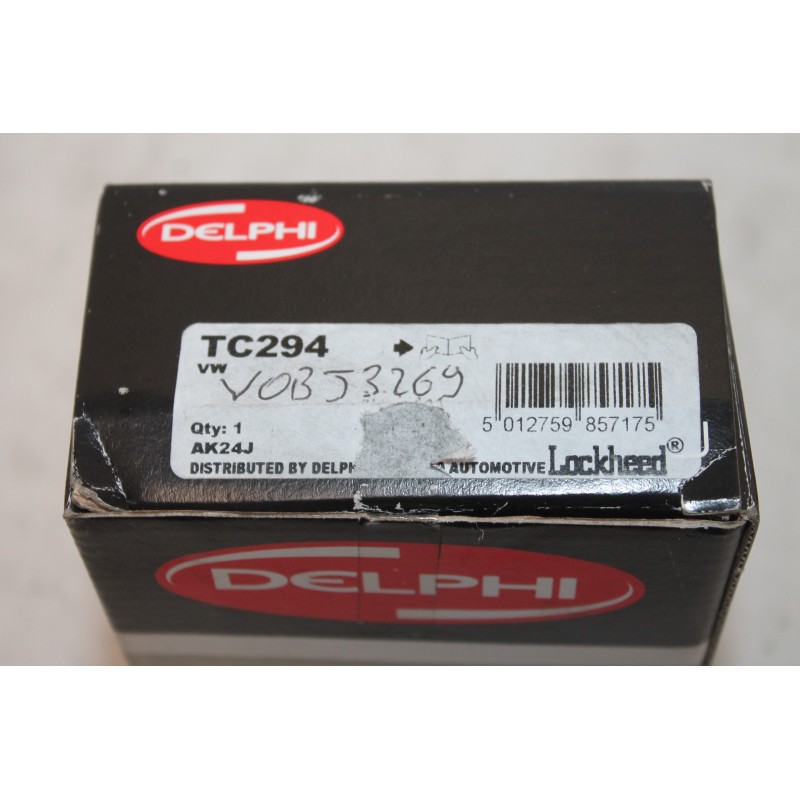 DELPHI
TC294
VW
VOBJ3269
5 012759 857175
Qty: 1
AK24J
DISTRIBUTED BY DELPH AUTOMOTIVE Lockheed®
DELPHI